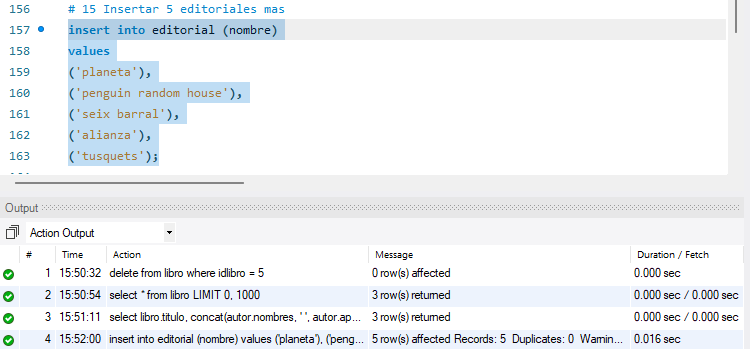 156 # 15 Insertar 5 editoriales mas
157 insert into editorial (nombre)
158 values
159 ('planeta'),
160 ('penguin random house'),
161 ('seix barral'),
162 ('alianza'),
163 ('tusquets');
Output
Action Output
# Time Action Message Duration / Fetch
1 15:50:32 delete from libro where idlibro = 5 0 row(s) affected 0.000 sec
2 15:50:54 select * from libro LIMIT 0, 1000 3 row(s) returned 0.000 sec / 0.000 sec
3 15:51:11 select libro.titulo, concat(autor.nombres, ' ', autor.ap... 3 row(s) returned 0.000 sec / 0.000 sec
4 15:52:00 insert into editorial (nombre) values ('planeta'), ('peng... 5 row(s) affected Records: 5 Duplicates: 0 Warnin... 0.016 sec